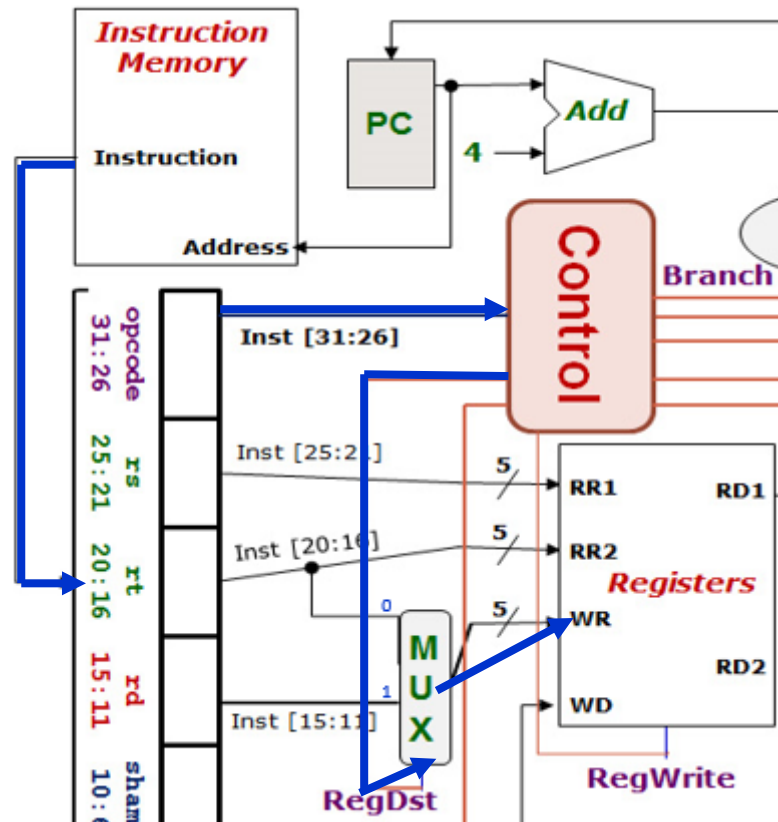 Instruction
Memory
Instruction
Address
PC
4
Add
Control
Branch
opcode
31:26
Inst [31:26]
rs
25:21
Inst [25:21]
5
RR1
RD1
rt
20:16
Inst [20:16]
5
RR2
Registers
0
MUX
1
5
WR
RD2
rd
15:11
Inst [15:11]
WD
RegDst
RegWrite